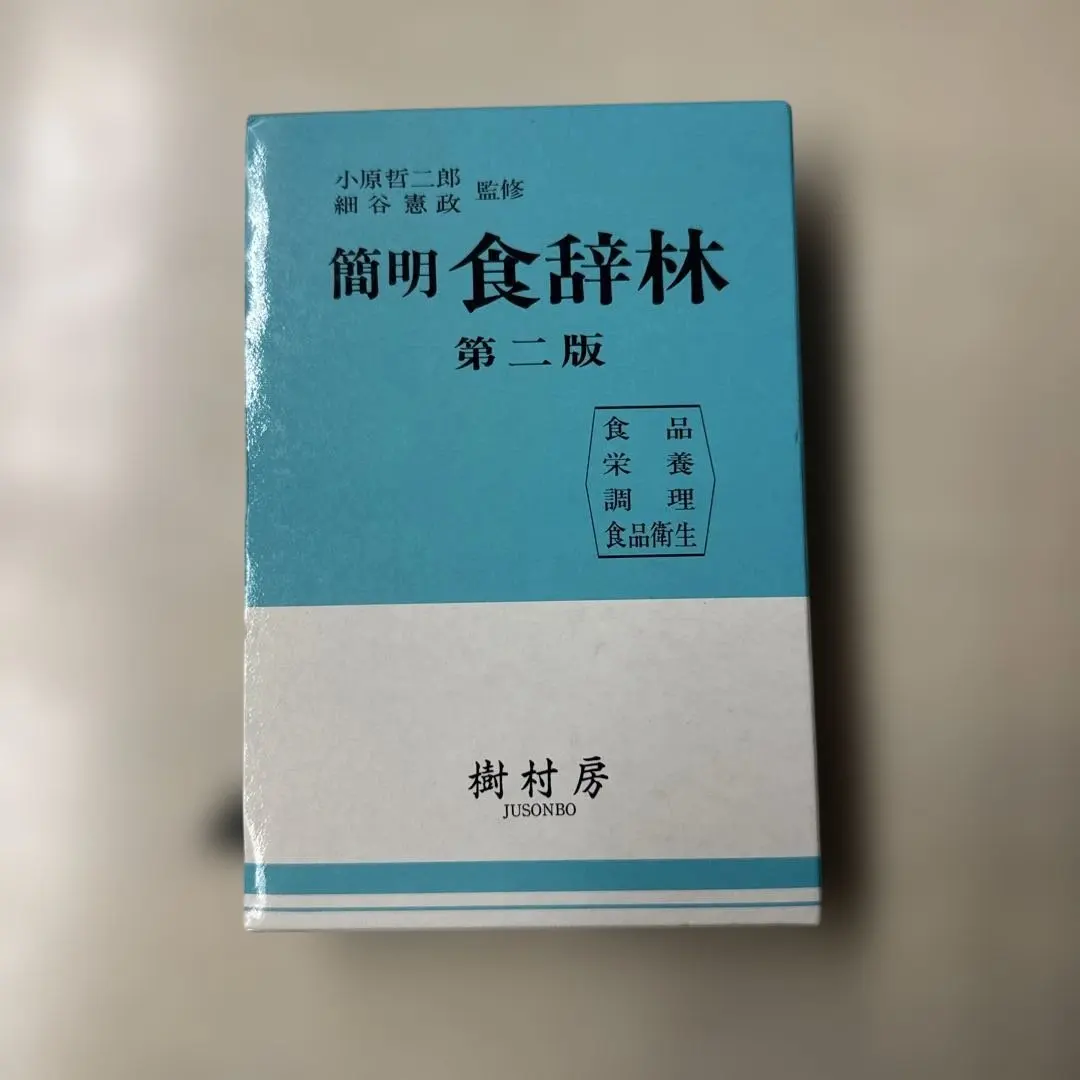 小原哲二郎
細谷憲政 監修
簡明 食辞林
第二版
食品
栄養
調理
食品衛生
樹村房
JUSONBO